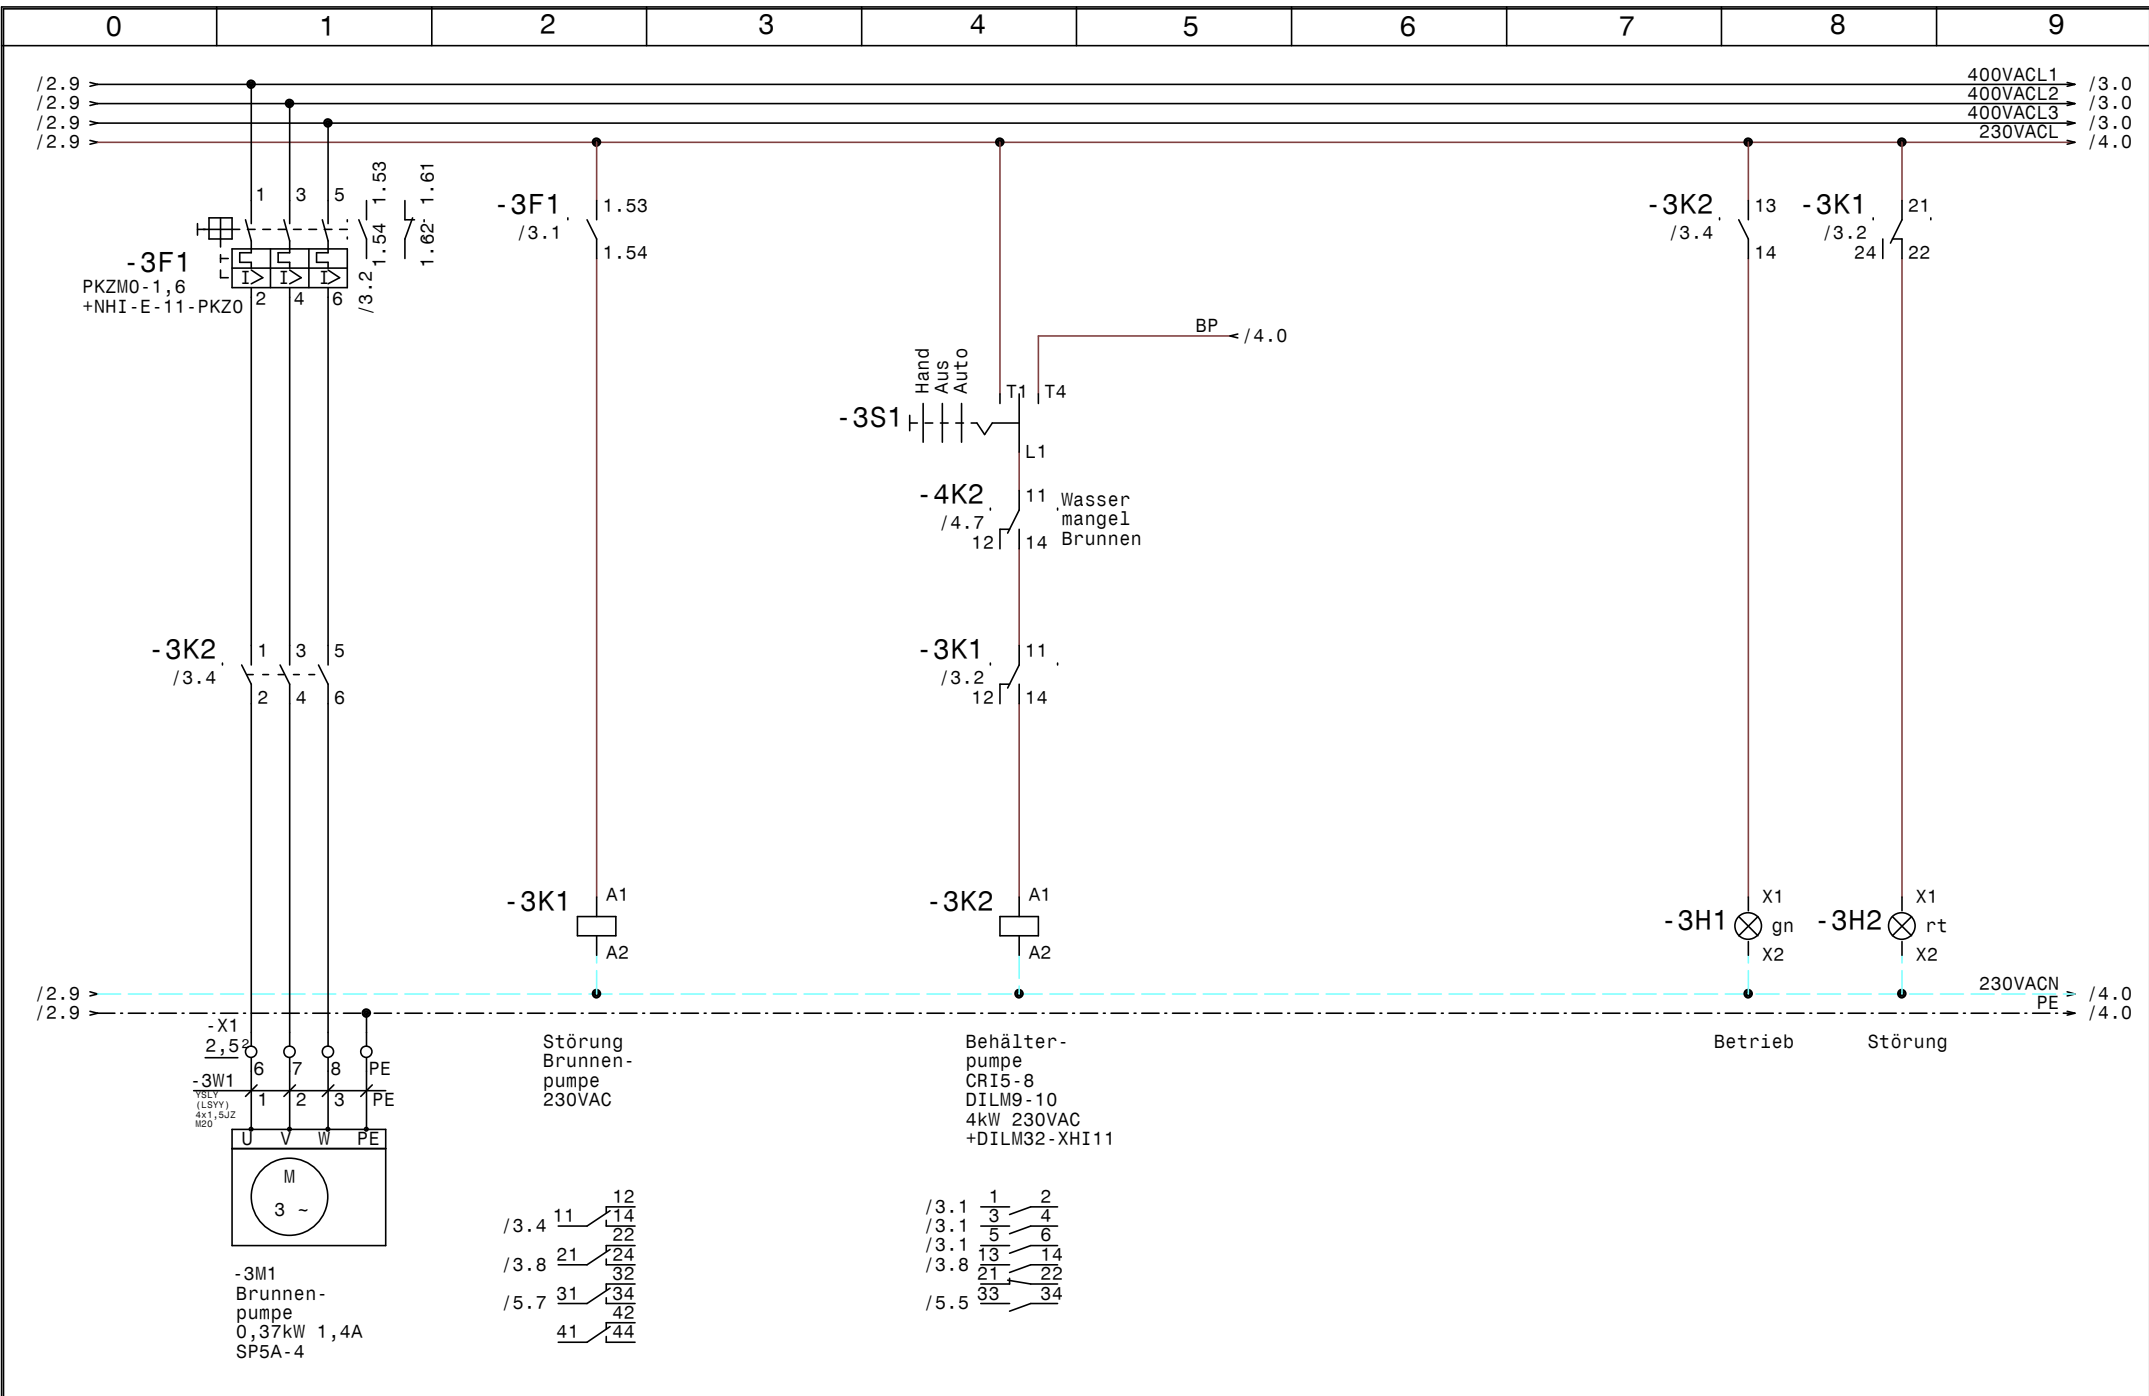 0 1 2 3 4 5 6 7 8 9
/2.9 400VACL1 /3.0
/2.9 400VACL2 /3.0
/2.9 400VACL3 /3.0
/2.9 230VACL /4.0
1 3 5 1.53 1.61
1.54 1.62
-3F1
PKZM0-1,6
+NHI-E-11-PKZ0
2 4 6 /3.2
-3F1 1.53
/3.1
1.54
-3K2 13
/3.4
14
-3K1 21
/3.2
24 22
BP /4.0
Hand
Aus
Auto
T1 T4
-3S1
L1
-4K2 11
/4.7
12 14
Wasser
mangel
Brunnen
-3K2 1 3 5
/3.4
2 4 6
-3K1 11
/3.2
12 14
-3K1 A1
A2
-3K2 A1
A2
-3H1 X1
gn
X2
-3H2 X1
rt
X2
/2.9 230VACN /4.0
/2.9 PE /4.0
-X1
2,5²
6 7 8 PE
-3W1
YSLY
(LSYY)
4x1,5JZ
M20
1 2 3 PE
U V W PE
M
3 ~
-3M1
Brunnen-
pumpe
0,37kW 1,4A
SP5A-4
Störung
Brunnen-
pumpe
230VAC
Behälter-
pumpe
CRI5-8
DILM9-10
4kW 230VAC
+DILM32-XHI11
Betrieb
Störung
12
/3.4 11 14
22
/3.8 21 24
32
/5.7 31 34
42
41 44
/3.1 1 2
/3.1 3 4
/3.1 5 6
/3.8 13 14
21 22
/5.5 33 34